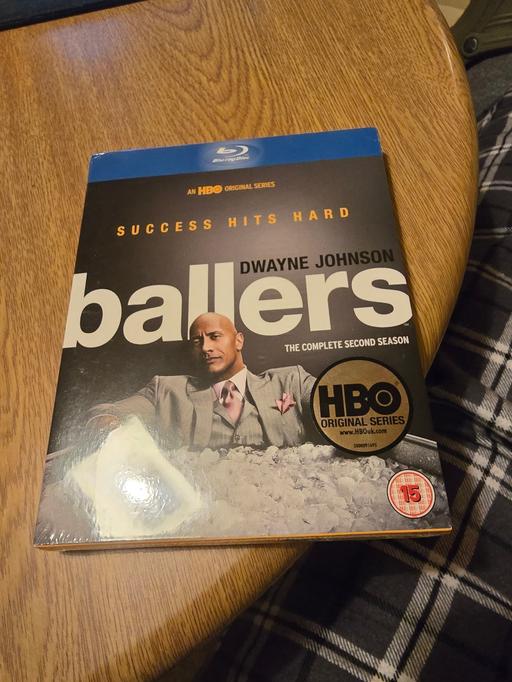 Blu-ray Disc
AN HBO ORIGINAL SERIES
SUCCESS HITS HARD
DWAYNE JOHNSON
ballers
THE COMPLETE SECOND SEASON
HBO
ORIGINAL SERIES
www.HBOuk.com
15